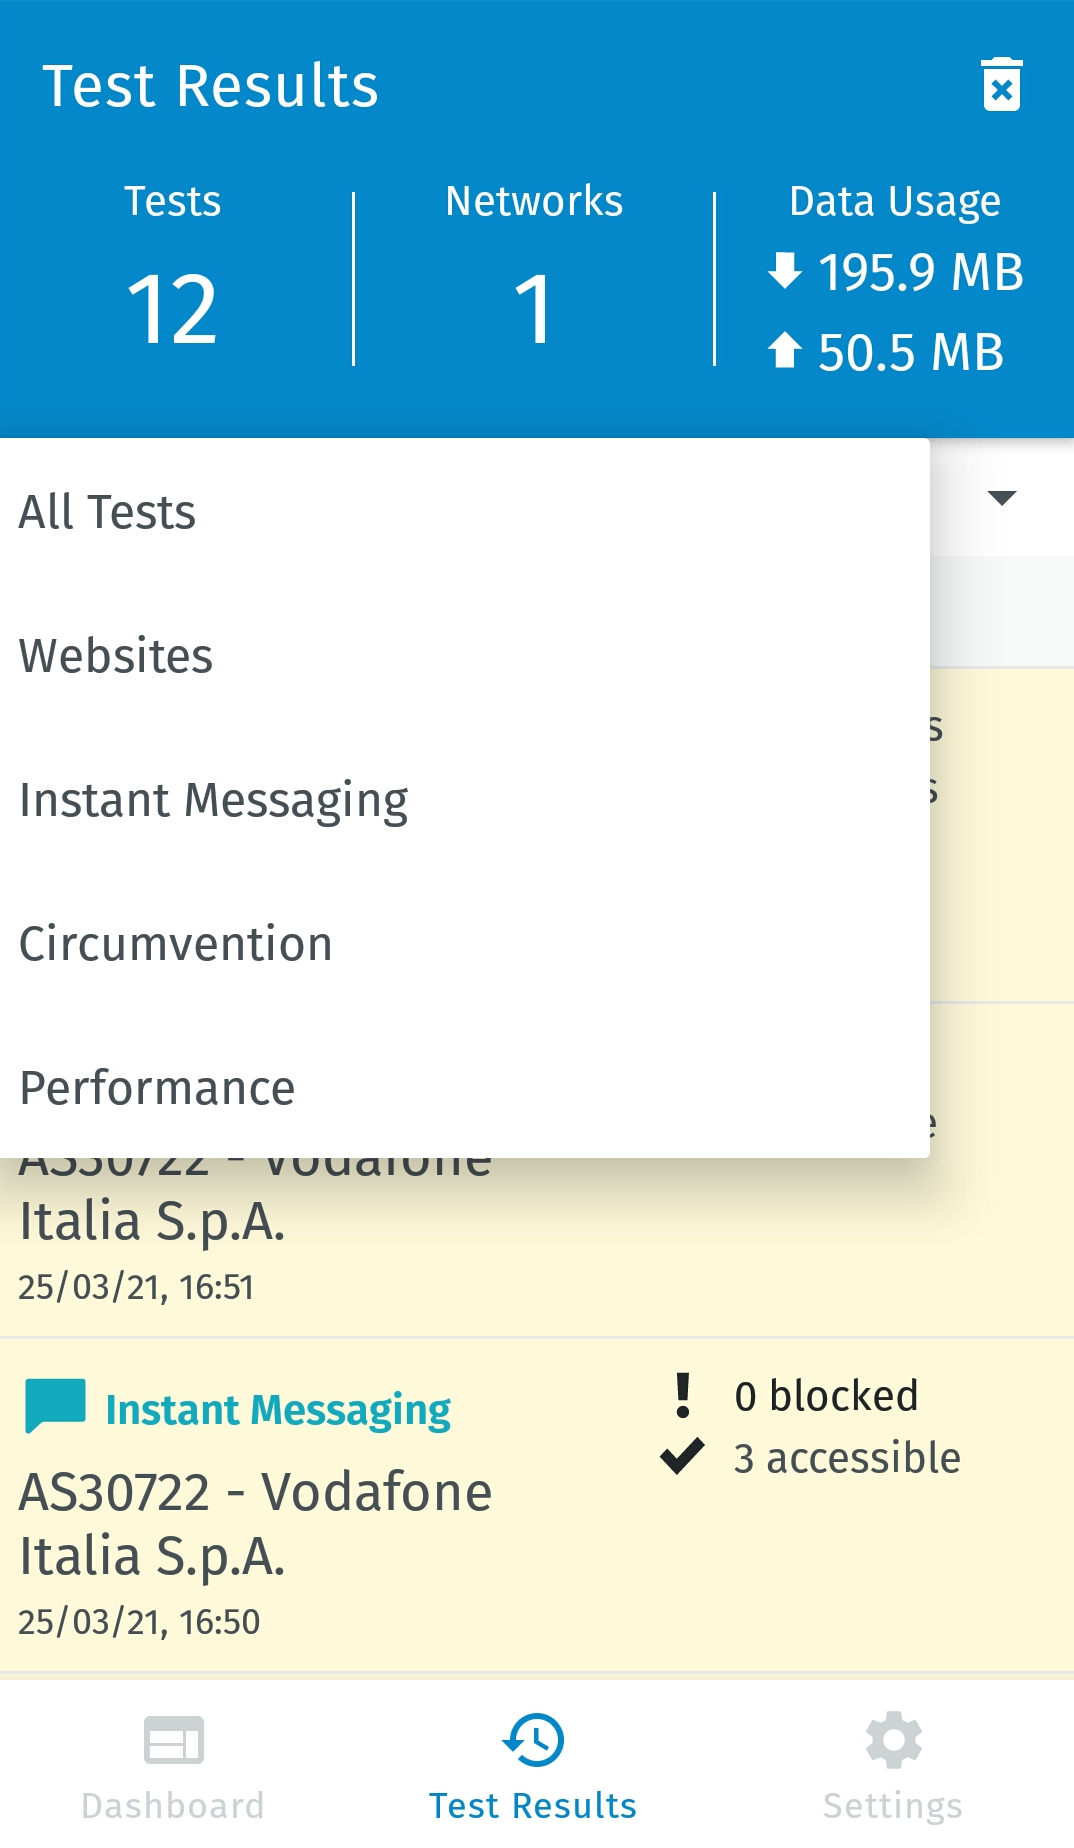 Test Results
Tests
Networks
Data Usage
12
1
195.9 MB
50.5 MB
All Tests
Websites
Instant Messaging
Circumvention
Performance
AS30722 - Vodafone
Italia S.p.A.
25/03/21, 16:51
Instant Messaging
0 blocked
3 accessible
AS30722 - Vodafone
Italia S.p.A.
25/03/21, 16:50
Dashboard
Test Results
Settings